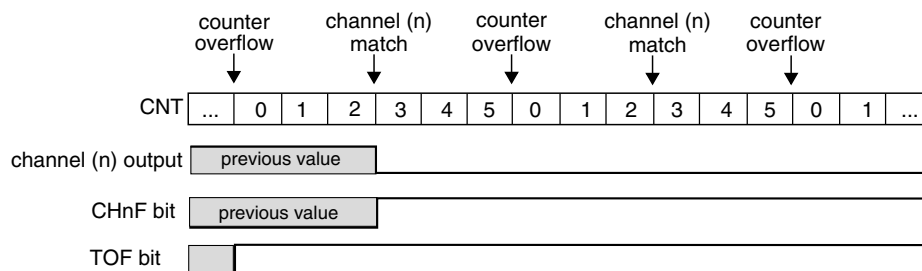 counter overflow
channel (n) match
counter overflow
channel (n) match
counter overflow
CNT ... 0 1 2 3 4 5 0 1 2 3 4 5 0 1 ...
channel (n) output previous value
CHnF bit previous value
TOF bit